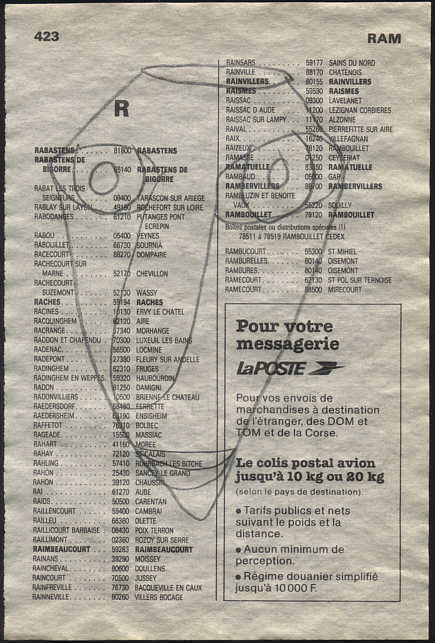 423
RAM
R
RABASTENS 81800 RABASTENS
RABASTENS DE
BIGORRE 65140 RABASTENS DE
BIGORRE
RABAT LES TROIS
SEIGNEURS 09400 TARASCON SUR ARIEGE
RABLAY SUR LAYON 49190 ROCHEFORT SUR LOIRE
RABODANGES 61210 PUTANGES PONT
ECREPIN
RABOU 05400 VEYNES
RABOUILLET 66730 SOURNIA
RACECOURT 88270 DOMPAIRE
RACHECOURT SUR
MARNE 52170 CHEVILLON
RACHECOURT
SUZEMONT 52130 WASSY
RACHES 59194 RACHES
RACINES 10130 ERVY LE CHATEL
RACQUINGHEM 62120 AIRE
RACRANGE 57340 MORHANGE
RADDON ET CHAPENDU 70300 LUXEUIL LES BAINS
RADENAC 56500 LOCMINE
RADEPONT 27380 FLEURY SUR ANDELLE
RADINGHEM 62310 FRUGES
RADINGHEM EN WEPPES 59320 HAUBOURDIN
RADON 61250 DAMIGNI
RADONVILLIERS 10500 BRIENNE LE CHATEAU
RAEDERSDORF 68480 FERRETTE
RAEDERSHEIM 68190 ENSISHEIM
RAFFETOT 76210 BOLBEC
RAGEADE 15500 MASSIAC
RAHART 41160 MOREE
RAHAY 72120 ST CALAIS
RAHLING 57410 ROHRBACH LES BITCHE
RAHON 25430 SANCEY LE GRAND
RAHON 39120 CHAUSSIN
RAI 61270 AUBE
RAIDS 50500 CARENTAN
RAILLENCOURT 59400 CAMBRAI
RAILLEU 66360 OLETTE
RAILLICOURT BARBAISE 08430 POIX TERRON
RAILLIMONT 02360 ROZOY SUR SERRE
RAIMBEAUCOURT 59283 RAIMBEAUCOURT
RAINANS 39290 MOISSEY
RAINCHEVAL 80600 DOULLENS
RAINCOURT 70500 JUSSEY
RAINFREVILLE 76730 BACQUEVILLE EN CAUX
RAINNEVILLE 80260 VILLERS BOCAGE
RAINSARS 59177 SAINS DU NORD
RAINVILLE 88170 CHATENOIS
RAINVILLERS 60155 RAINVILLERS
RAISMES 59590 RAISMES
RAISSAC 09300 LAVELANET
RAISSAC D AUDE 11200 LEZIGNAN CORBIERES
RAISSAC SUR LAMPY 11170 ALZONNE
RAIVAL 55260 PIERREFITTE SUR AIRE
RAIX 16240 VILLEFAGNAN
RAIZEUX 78120 RAMBOUILLET
RAMASSE 01250 CEYZERIAT
RAMATUELLE 83350 RAMATUELLE
RAMBAUD 05000 GAP
RAMBERVILLERS 88700 RAMBERVILLERS
RAMBLUZIN ET BENOITE
VAUX 55220 SOUILLY
RAMBOUILLET 78120 RAMBOUILLET
Boîtes postales ou distributions spéciales (1)
78511 à 78519 RAMBOUILLET CEDEX
RAMBUCOURT 55300 ST MIHIEL
RAMBURELLES 80140 OISEMONT
RAMBURES 80140 OISEMONT
RAMECOURT 62130 ST POL SUR TERNOISE
RAMECOURT 88500 MIRECOURT
Pour votre
messagerie
LA POSTE
Pour vos envois de
marchandises à destination
de l'étranger, des DOM et
TOM et de la Corse.
Le colis postal avion
jusqu'à 10 kg ou 20 kg
(selon le pays de destination).
● Tarifs publics et nets
suivant le poids et la
distance.
● Aucun minimum de
perception.
● Régime douanier simplifié
jusqu'à 10 000 F.